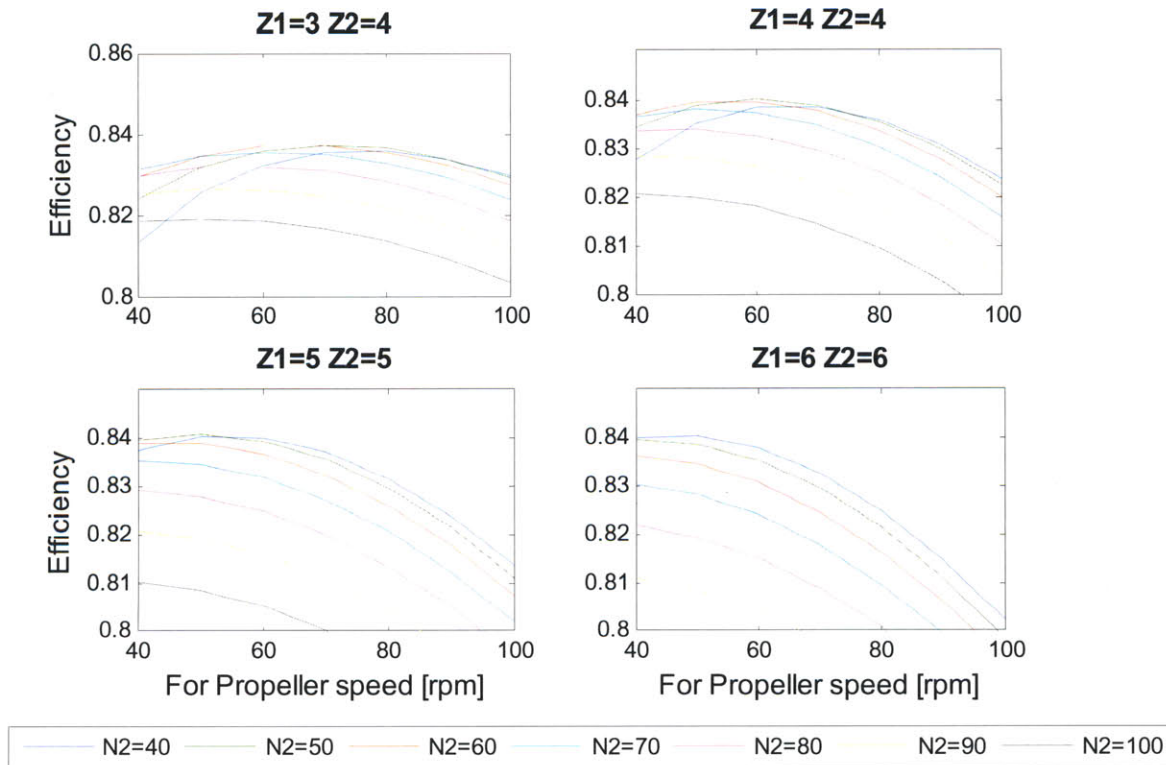 Z1=3 Z2=4
0.86
0.84
0.82
0.8
Efficiency
40 60 80 100
Z1=4 Z2=4
0.84
0.83
0.82
0.81
0.8
40 60 80 100
Z1=5 Z2=5
0.84
0.83
0.82
0.81
0.8
Efficiency
40 60 80 100
For Propeller speed [rpm]
Z1=6 Z2=6
0.84
0.83
0.82
0.81
0.8
40 60 80 100
For Propeller speed [rpm]
N2=40 N2=50 N2=60 N2=70 N2=80 N2=90 N2=100